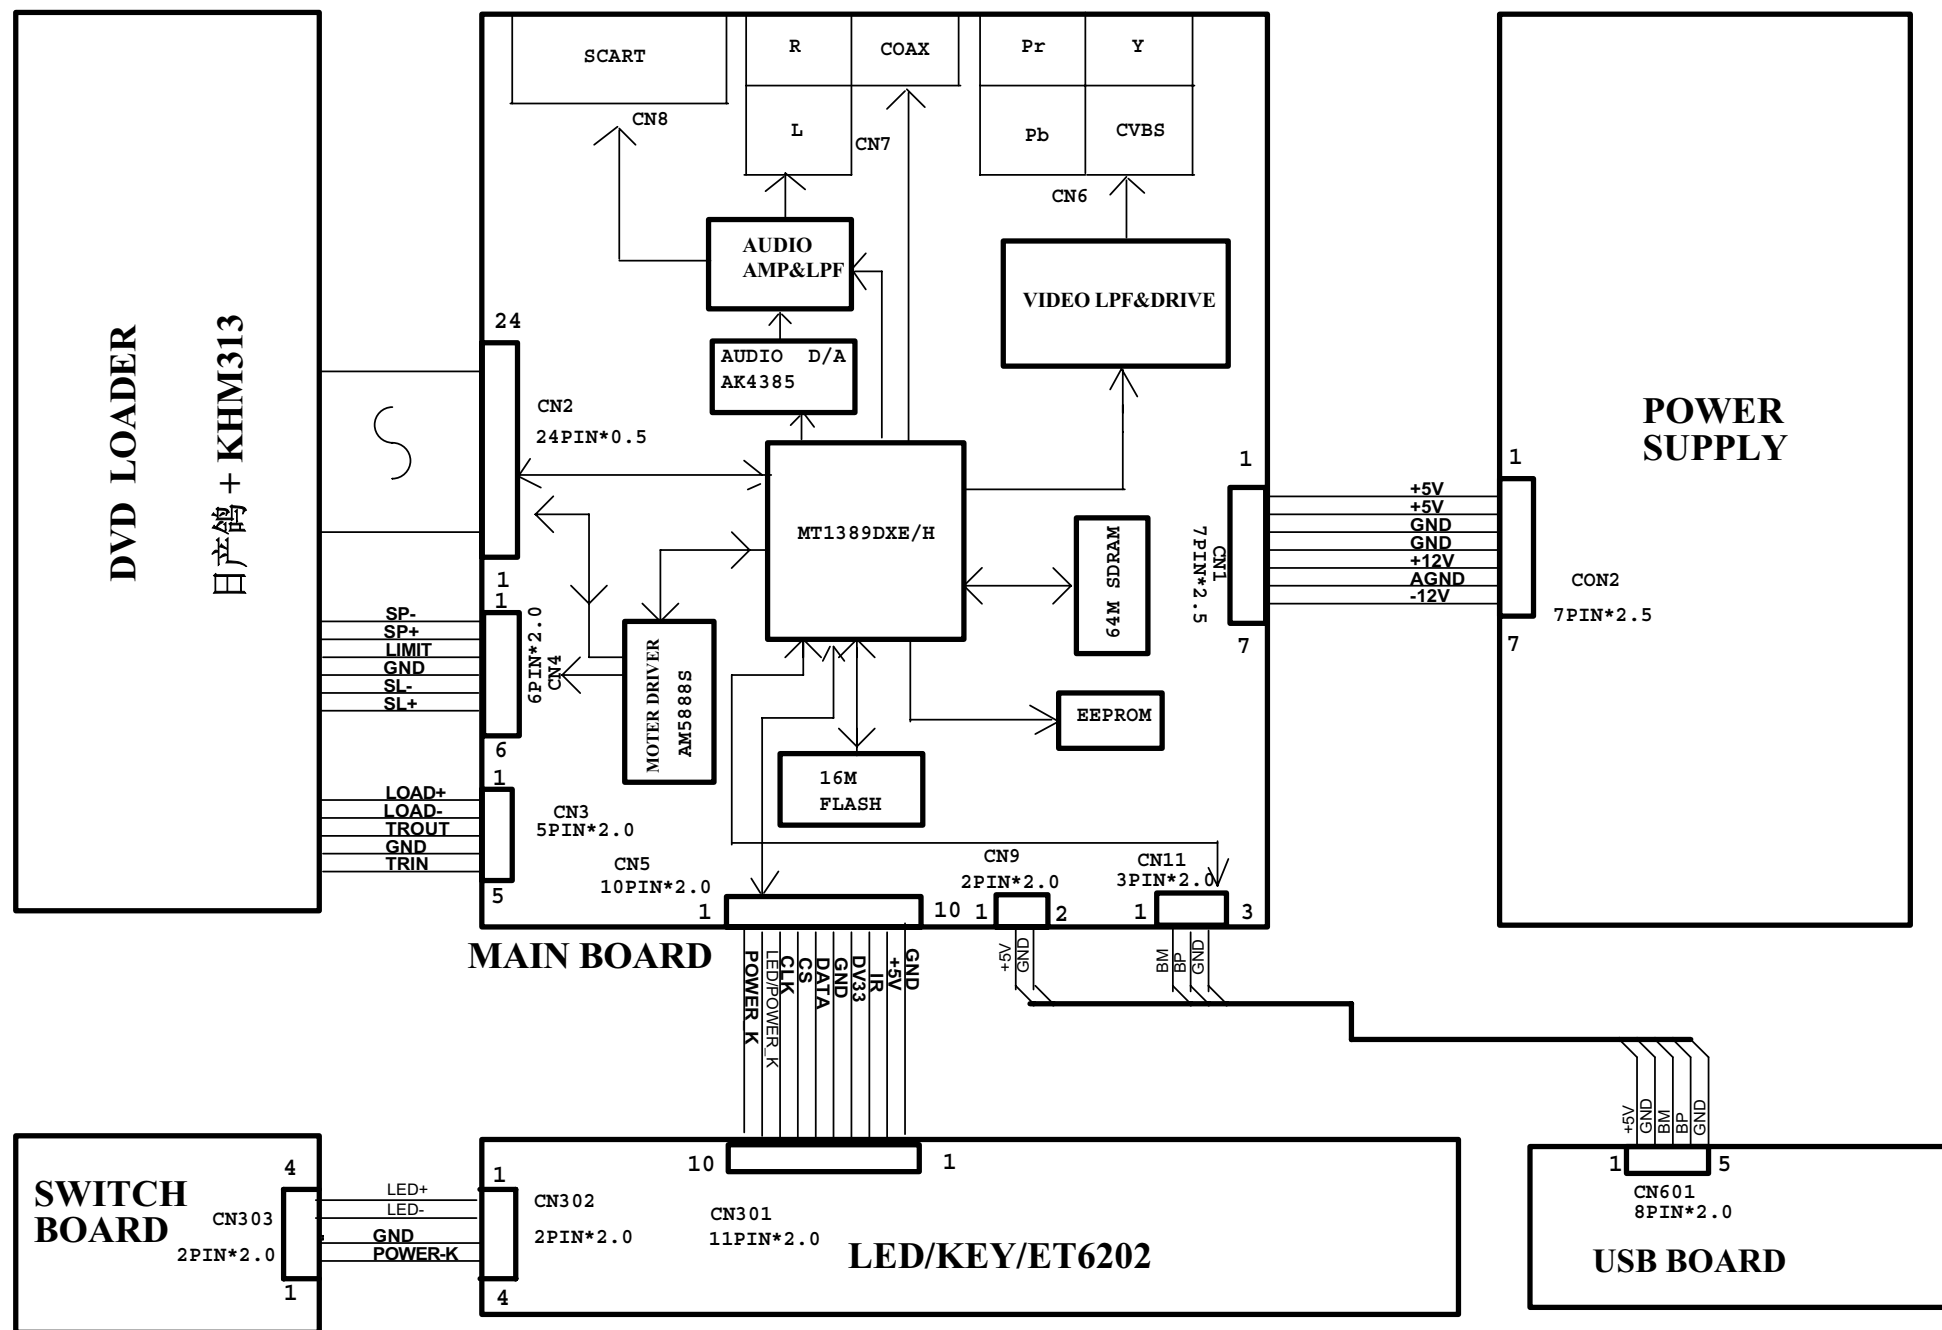 SCART
R
COAX
L
CN8
CN7
Pr
Y
Pb
CVBS
CN6
AUDIO
AMP&LPF
VIDEO LPF&DRIVE
AUDIO D/A
AK4385
DVD LOADER
日产鸽 + KHM313
24
CN2
24PIN*0.5
1
MT1389DXE/H
64M SDRAM
1
CN1
7PIN*2.5
7
+5V
+5V
GND
GND
+12V
AGND
-12V
POWER
SUPPLY
1
CON2
7PIN*2.5
7
SP-
SP+
LIMIT
GND
SL-
SL+
1
6PIN*2.0
CN4
6
MOTER DRIVER
AM5888S
EEPROM
16M
FLASH
LOAD+
LOAD-
TROUT
GND
TRIN
1
CN3
5PIN*2.0
5
CN5
10PIN*2.0
1
10
CN9
2PIN*2.0
1
2
CN11
3PIN*2.0
1
3
MAIN BOARD
POWER_K
LED/POWER_K
CLK
CS
DATA
GND
DV33
IR
+5V
GND
+5V
GND
BM
BP
GND
+5V
GND
BM
BP
GND
SWITCH
BOARD
4
CN303
2PIN*2.0
1
LED+
LED-
GND
POWER-K
1
CN302
2PIN*2.0
4
10
1
CN301
11PIN*2.0
LED/KEY/ET6202
1
5
CN601
8PIN*2.0
USB BOARD